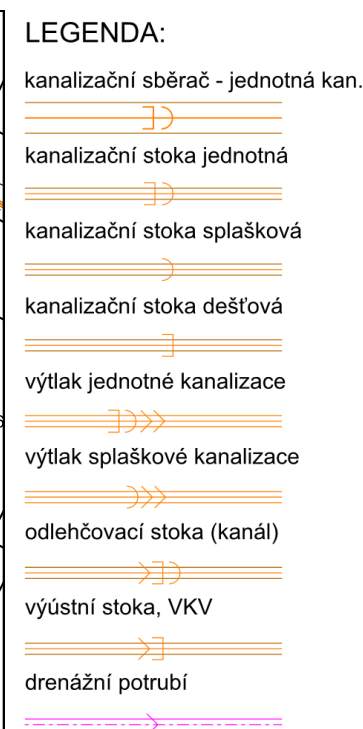 LEGENDA:
kanalizační sběrač - jednotná kan.
kanalizační stoka jednotná
kanalizační stoka splašková
kanalizační stoka dešťová
výtlak jednotné kanalizace
výtlak splaškové kanalizace
odlehčovací stoka (kanál)
výústní stoka, VKV
drenážní potrubí